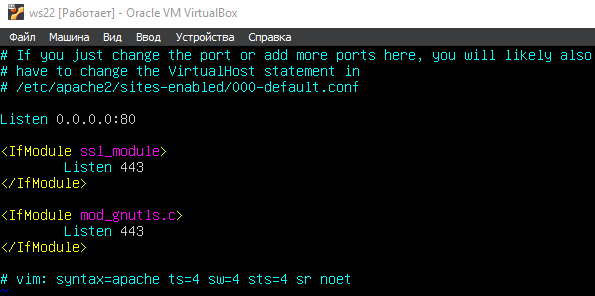 ws22 [Работает] - Oracle VM VirtualBox
Файл Машина Вид Ввод Устройства Справка
# If you just change the port or add more ports here, you will likely also
# have to change the VirtualHost statement in
# /etc/apache2/sites-enabled/000-default.conf
Listen 0.0.0.0:80
<IfModule ssl_module>
Listen 443
</IfModule>
<IfModule mod_gnutls.c>
Listen 443
</IfModule>
# vim: syntax=apache ts=4 sw=4 sts=4 sr noet
~